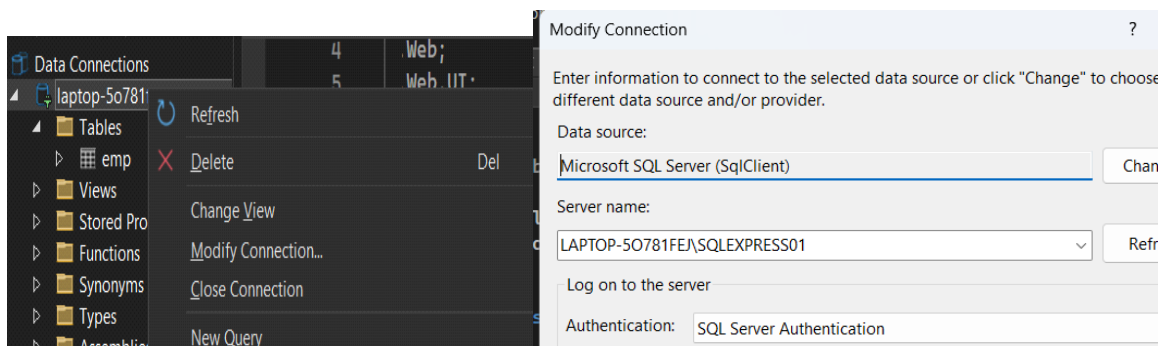 Data Connections
laptop-5o781
Tables
emp
Views
Stored Pro
Functions
Synonyms
Types
4 .Web;
5 Web.UI;
Refresh
Delete Del
Change View
Modify Connection...
Close Connection
New Query
Modify Connection ?
Enter information to connect to the selected data source or click "Change" to choose
different data source and/or provider.
Data source:
Microsoft SQL Server (SqlClient) Chan
Server name:
LAPTOP-5O781FEJ\SQLEXPRESS01 Refr
Log on to the server
Authentication: SQL Server Authentication